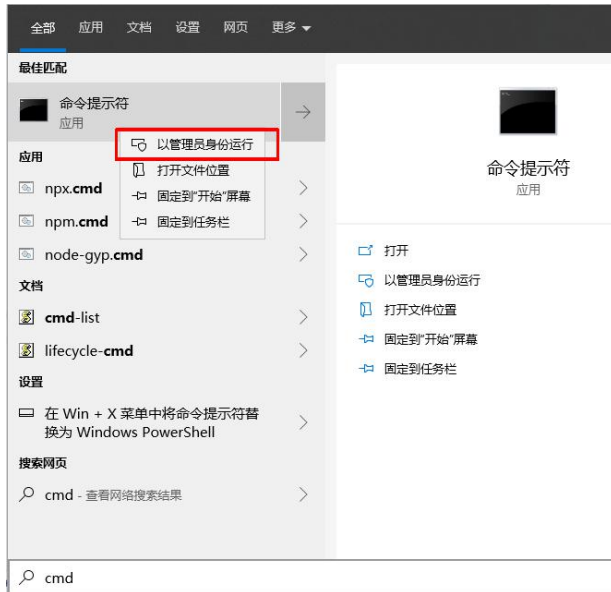 全部 应用 文档 设置 网页 更多
最佳匹配
命令提示符
应用
以管理员身份运行
打开文件位置
固定到"开始"屏幕
固定到任务栏
应用
npx.cmd
npm.cmd
node-gyp.cmd
文档
cmd-list
lifecycle-cmd
设置
在 Win + X 菜单中将命令提示符替
换为 Windows PowerShell
搜索网页
cmd - 查看网络搜索结果
命令提示符
应用
打开
以管理员身份运行
打开文件位置
固定到"开始"屏幕
固定到任务栏
cmd